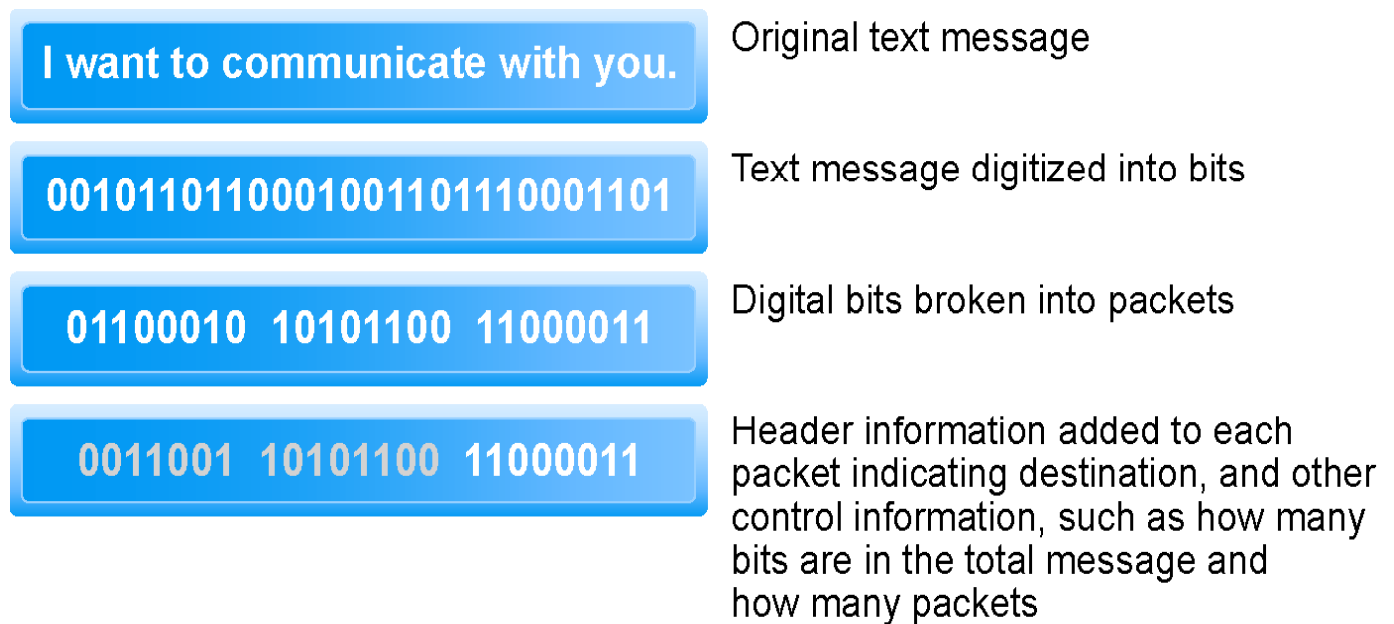 I want to communicate with you.
Original text message
001011011000100110111000​1101
Text message digitized into bits
01100010 10101100 11000011
Digital bits broken into packets
0011001 10101100 11000011
Header information added to each
packet indicating destination, and other
control information, such as how many
bits are in the total message and
how many packets